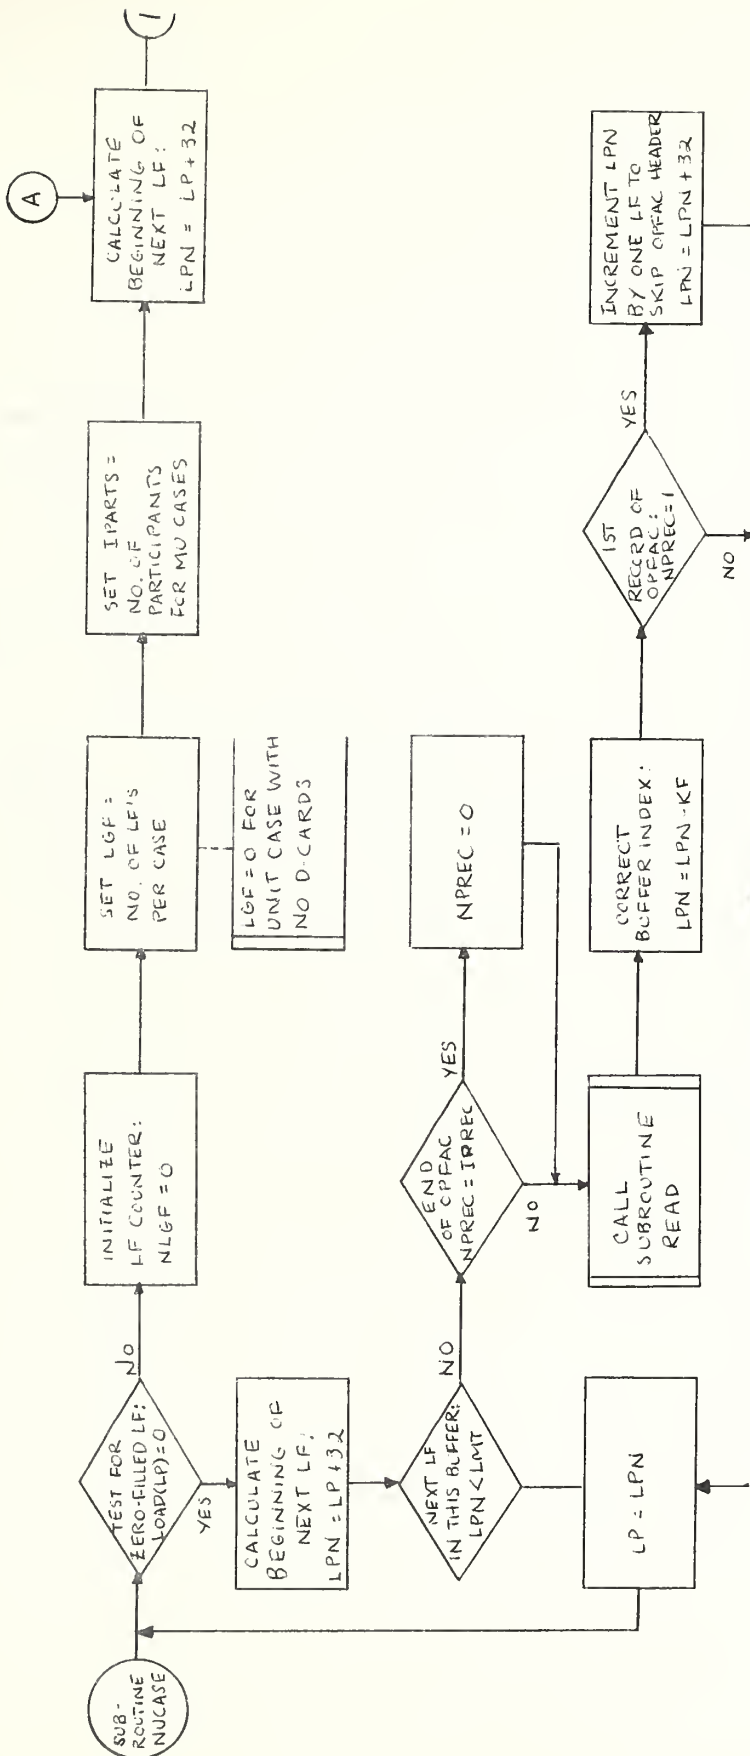 SUB-
ROUTINE
NUCASE
TEST FOR
ZERO-FILLED LF:
LOAD(LP)=0
NO
YES
INITIALIZE
LF COUNTER:
NLGF=0
SET LGF=
NO. OF LF'S
PER CASE
LGF=0 FOR
UNIT CASE WITH
NO D-CARDS
SET IPARTS=
NO. OF
PARTICIPANTS
FOR MU CASES
A
CALCULATE
BEGINNING OF
NEXT LF:
LPN = LP+32
1
CALCULATE
BEGINNING OF
NEXT LF:
LPN = LP+32
NEXT LF
IN THIS BUFFER:
LPN<LMT
NO
END
OF OPFAC
NPREC=IRREC
YES
NO
NPREC=0
LP=LPN
CALL
SUBROUTINE
READ
CORRECT
BUFFER INDEX:
LPN=LPN-KF
1ST
RECORD OF
OPFAC:
NPREC=1
YES
NO
INCREMENT LPN
BY ONE LF TO
SKIP OPFAC HEADER
LPN=LPN+32